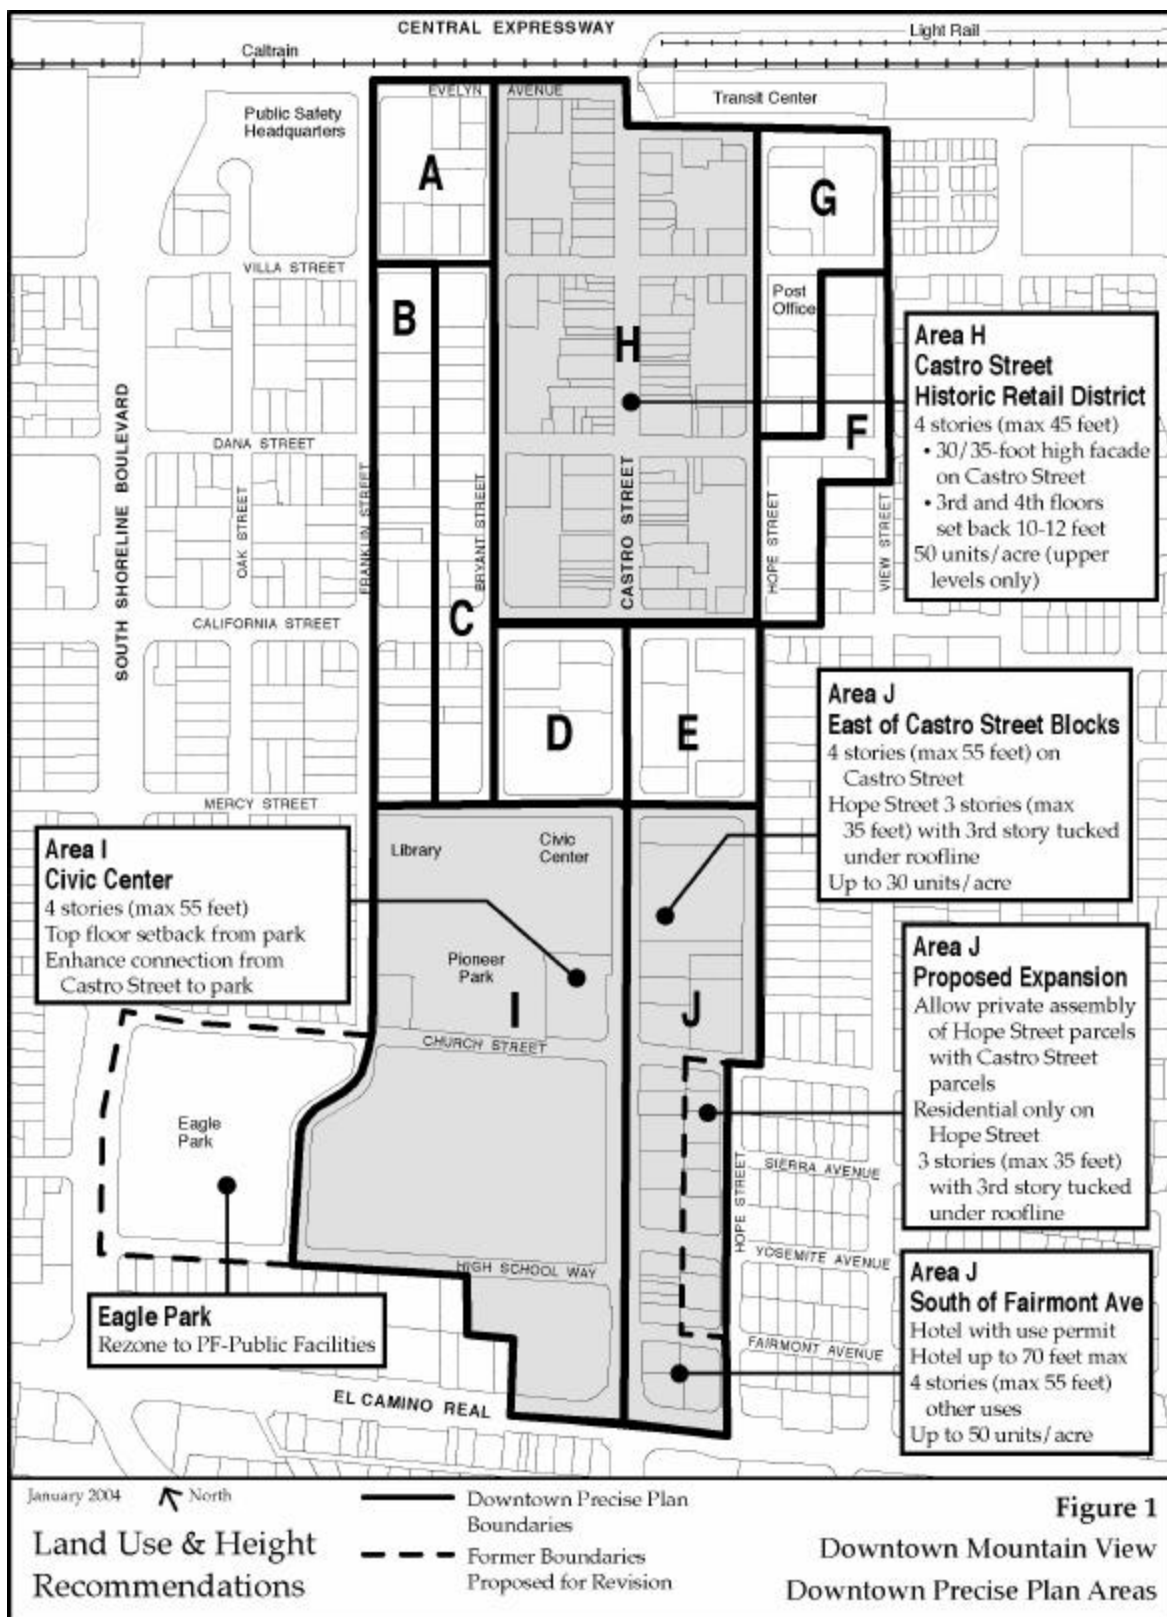 CENTRAL EXPRESSWAY
Light Rail
Caltrain
EVELYN AVENUE
Transit Center
Public Safety
Headquarters
A
G
VILLA STREET
B
Post
Office
H
Area H
Castro Street
Historic Retail District
4 stories (max 45 feet)
• 30/35-foot high facade
on Castro Street
• 3rd and 4th floors
set back 10-12 feet
50 units/acre (upper
levels only)
F
DANA STREET
SOUTH SHORELINE BOULEVARD
OAK STREET
FRANKLIN STREET
BRYANT STREET
CASTRO STREET
HOPE STREET
VIEW STREET
C
CALIFORNIA STREET
D
E
Area J
East of Castro Street Blocks
4 stories (max 55 feet) on
Castro Street
Hope Street 3 stories (max
35 feet) with 3rd story tucked
under roofline
Up to 30 units/acre
MERCY STREET
Area I
Civic Center
4 stories (max 55 feet)
Top floor setback from park
Enhance connection from
Castro Street to park
Library
Civic
Center
Pioneer
Park
I
J
Area J
Proposed Expansion
Allow private assembly
of Hope Street parcels
with Castro Street
parcels
Residential only on
Hope Street
3 stories (max 35 feet)
with 3rd story tucked
under roofline
CHURCH STREET
Eagle
Park
SIERRA AVENUE
HOPE STREET
YOSEMITE AVENUE
HIGH SCHOOL WAY
Eagle Park
Rezone to PF-Public Facilities
FAIRMONT AVENUE
Area J
South of Fairmont Ave
Hotel with use permit
Hotel up to 70 feet max
4 stories (max 55 feet)
other uses
Up to 50 units/acre
EL CAMINO REAL
January 2004
North
Land Use & Height
Recommendations
Downtown Precise Plan
Boundaries
Former Boundaries
Proposed for Revision
Figure 1
Downtown Mountain View
Downtown Precise Plan Areas